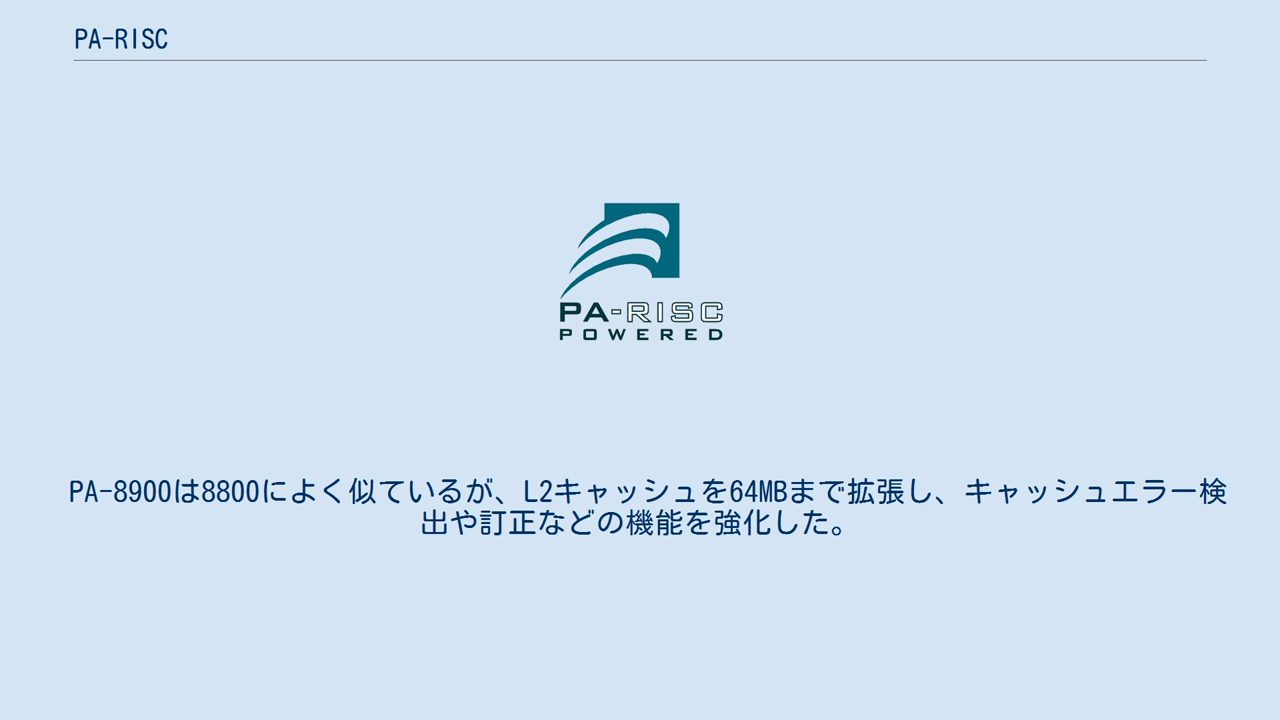 PA-RISC
PA-RISC
POWERED
PA-8900は8800によく似ているが、L2キャッシュを64MBまで拡張し、キャッシュエラー検
出や訂正などの機能を強化した。